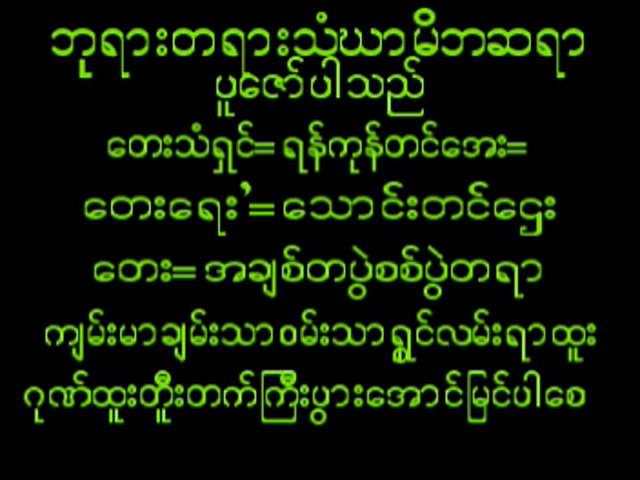 ဘုရားတရားသံဃာမိဘဆရာ
ပူဇော်ပါသည်
တေးသံရှင်= ရန်ကုန်တင်အေး=
တေးရေး’= သောင်းတင်ဌေး
တေး= အချစ်တပွဲစစ်ပွဲတရာ
ကျမ်းမာချမ်းသာဝမ်းသာရွှင်လမ်းရာထူး
ဂုဏ်ထူးတိူးတက်ကြီးပွားအောင်မြင်ပါစေ